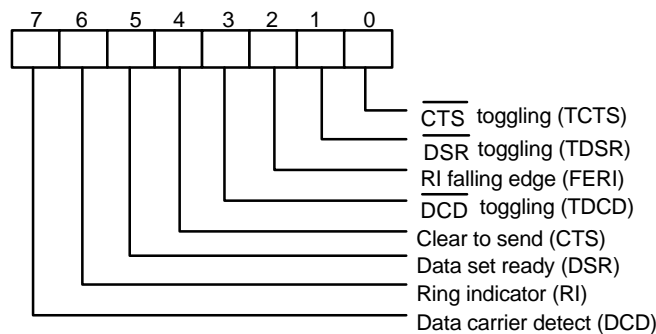 7 6 5 4 3 2 1 0
CTS toggling (TCTS)
DSR toggling (TDSR)
RI falling edge (FERI)
DCD toggling (TDCD)
Clear to send (CTS)
Data set ready (DSR)
Ring indicator (RI)
Data carrier detect (DCD)